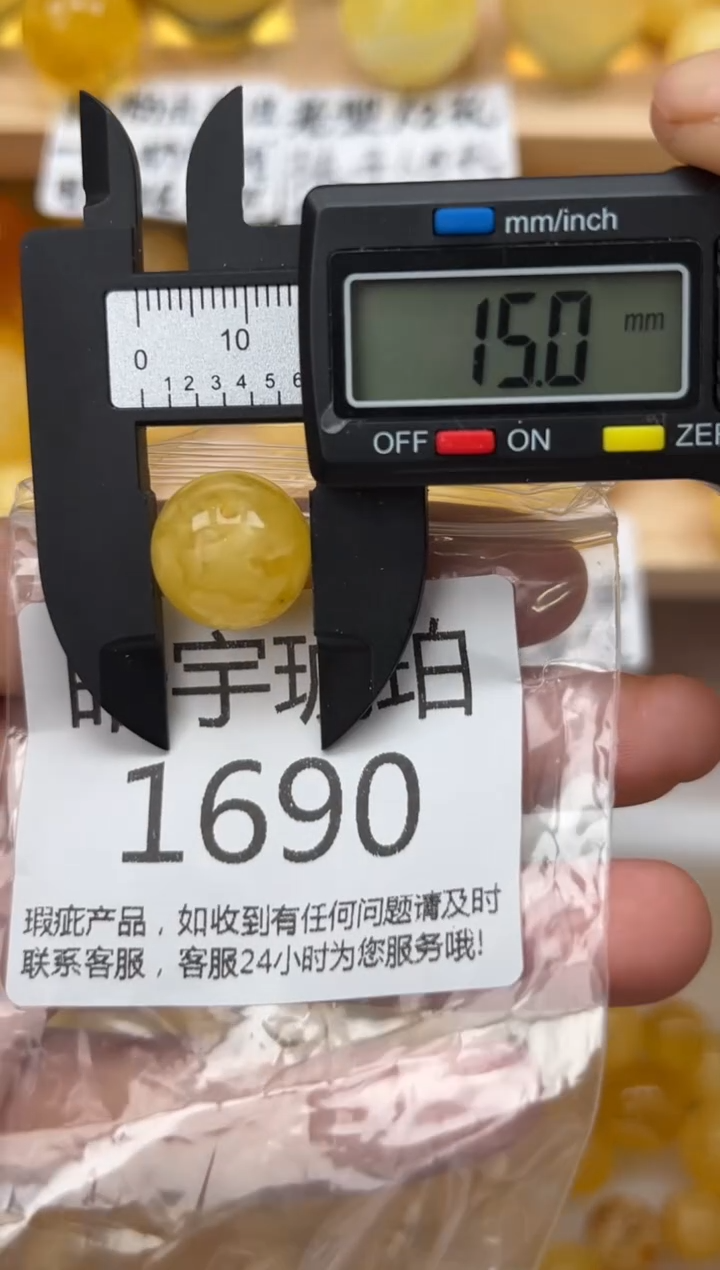 mm/inch
15.0 mm
10
0
1 2 3 4 5 6
OFF ON ZE
宇琥珀
1690
瑕疵产品，如收到有任何问题请及时
联系客服，客服24小时为您服务哦!